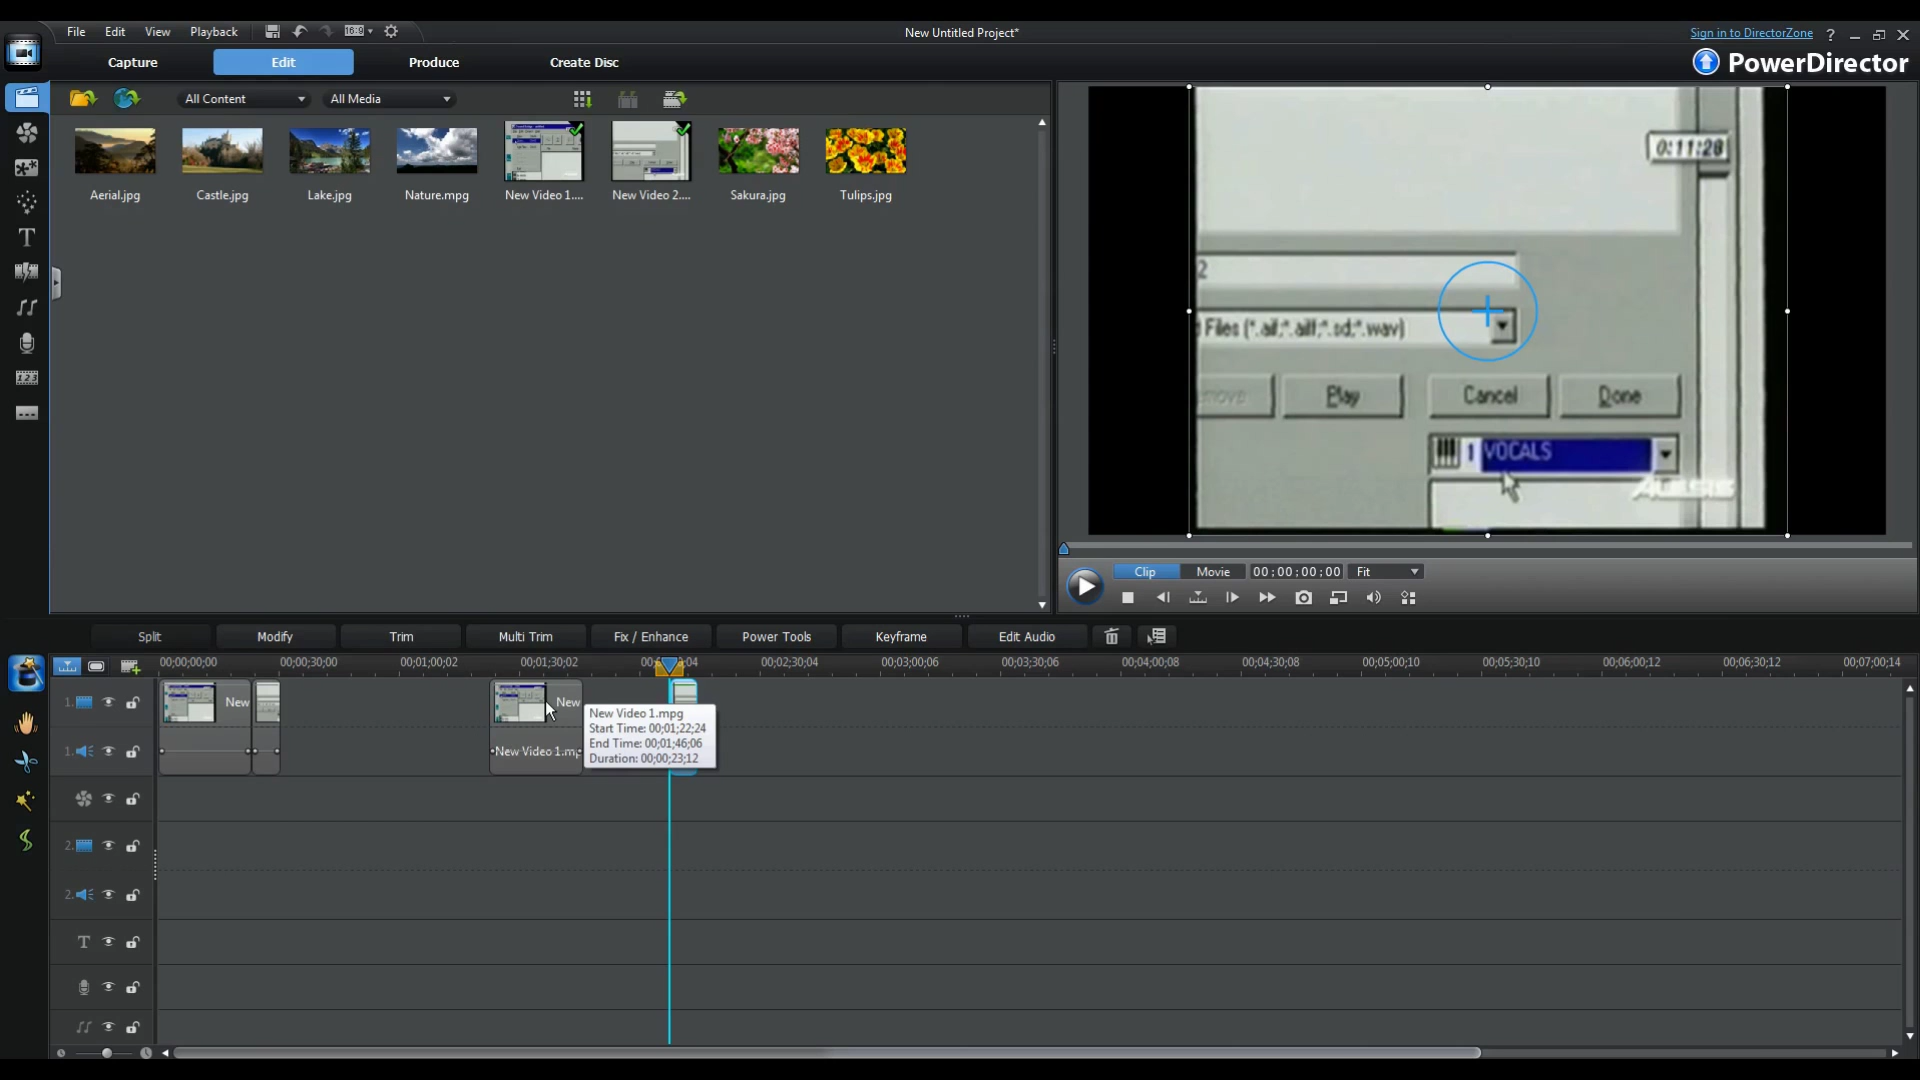 File Edit View Playback 16:9 New Untitled Project* Sign in to DirectorZone ?
Capture Edit Produce Create Disc PowerDirector
All Content All Media
Aerial.jpg Castle.jpg Lake.jpg Nature.mpg New Video 1.... New Video 2.... Sakura.jpg Tulips.jpg
0:11:28
2
Files (*.aif;*.aiff;*.sd;*.wav)
Play Cancel Done
1 VOCALS
ALESIS
Clip Movie 00;00;00;00 Fit
Split Modify Trim Multi Trim Fix / Enhance Power Tools Keyframe Edit Audio
00;00;00;00 00;00;30;00 00;01;00;02 00;01;30;02 04 00;02;30;04 00;03;00;06 00;03;30;06 00;04;00;08 00;04;30;08 00;05;00;10 00;05;30;10 00;06;00;12 00;06;30;12 00;07;00;14
1. New New
New Video 1.mpg
Start Time: 00;01;22;24
End Time: 00;01;46;06
Duration: 00;00;23;12
1. New Video 1.mp
2.
2.
T